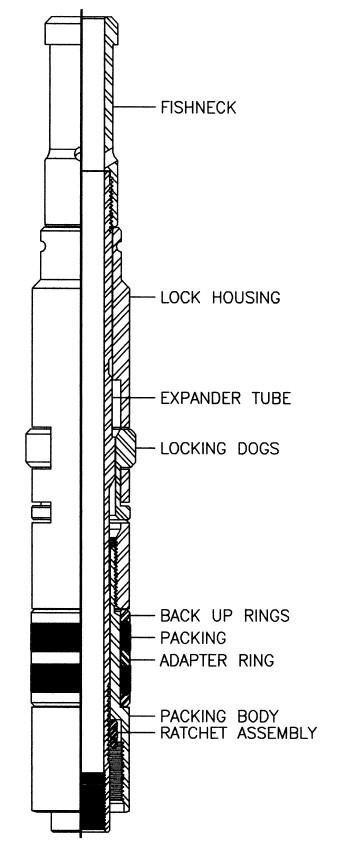 FISHNECK
LOCK HOUSING
EXPANDER TUBE
LOCKING DOGS
BACK UP RINGS
PACKING
ADAPTER RING
PACKING BODY
RATCHET ASSEMBLY